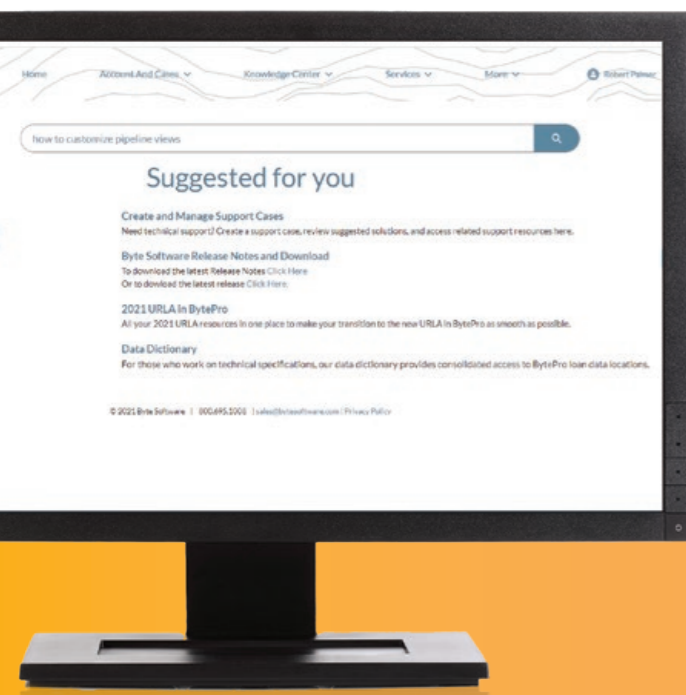 Home Account And Cases Knowledge Center Services More Robert Palmer
how to customize pipeline views
Suggested for you
Create and Manage Support Cases
Need technical support? Create a support case, review suggested solutions, and access related support resources here.
Byte Software Release Notes and Download
To download the latest Release Notes Click Here
Or to dowload the latest release Click Here.
2021 URLA in BytePro
All your 2021 URLA resources in one place to make your transition to the new URLA in BytePro as smooth as possible.
Data Dictionary
For those who work on technical specifications, our data dictionary provides consolidated access to BytePro loan data locations.
© 2021 Byte Software | 800.695.1008 | sales@bytesoftware.com | Privacy Policy